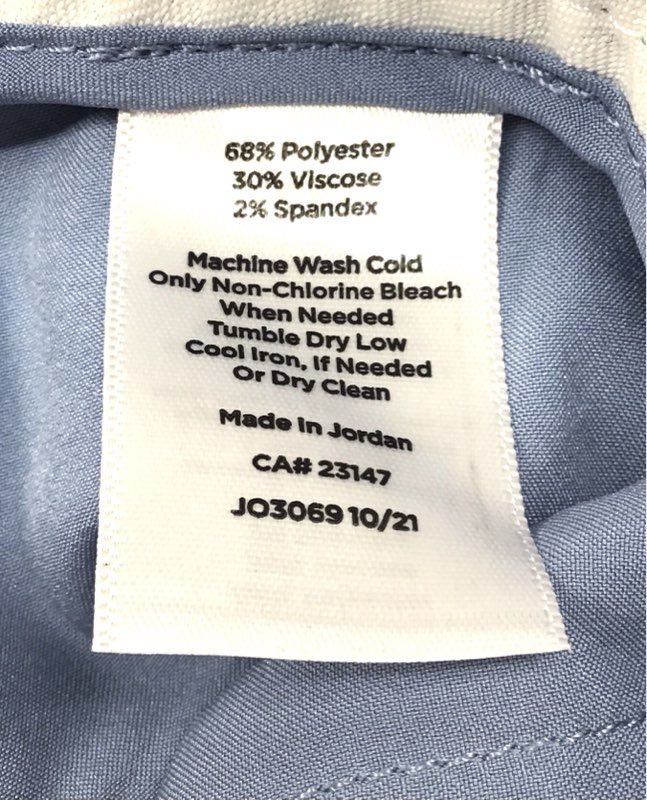 68% Polyester
30% Viscose
2% Spandex
Machine Wash Cold
Only Non-Chlorine Bleach
When Needed
Tumble Dry Low
Cool Iron, If Needed
Or Dry Clean
Made In Jordan
CA# 23147
JO3069 10/21